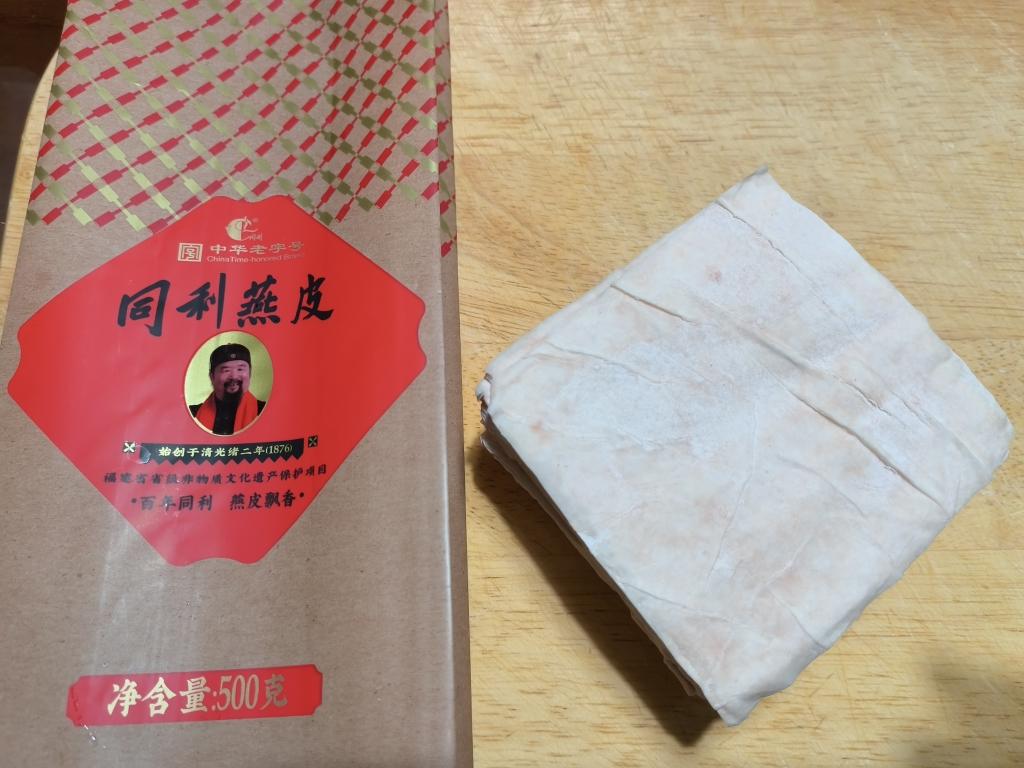 中华老字号
China Time-honored Brand
同利燕皮
始创于清光绪二年(1876)
福建省省级非物质文化遗产保护项目
•百年同利 燕皮飘香•
净含量:500克